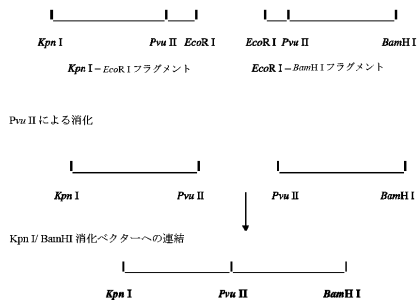 Kpn I Pvu II EcoR I EcoR I Pvu II BamH I
Kpn I – EcoR I フラグメント EcoR I – BamH I フラグメント
Pvu II による消化
Kpn I Pvu II Pvu II BamH I
Kpn I/ BamHI 消化ベクターへの連結
Kpn I Pvu II BamH I